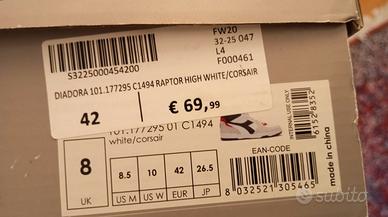 FW20
32-25 047
L4
F000461
S3225000454200
DIADORA 101.177295 C1494 RAPTOR HIGH WHITE/CORSAIR
42
€ 69,99
101.177295 01 C1494
white/corsair
8
UK
8.5
US M
10
US W
42
EUR
26.5
JP
EAN-CODE
8 032521 305465
INTERNAL USE ONLY
61528352
made in china
subito